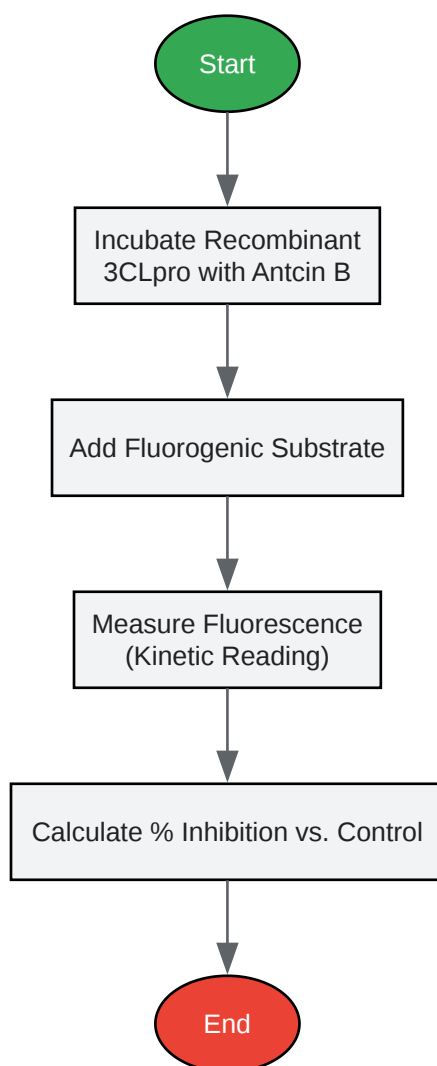 Start
Incubate Recombinant
3CLpro with Antcin B
Add Fluorogenic Substrate
Measure Fluorescence
(Kinetic Reading)
Calculate % Inhibition vs. Control
End